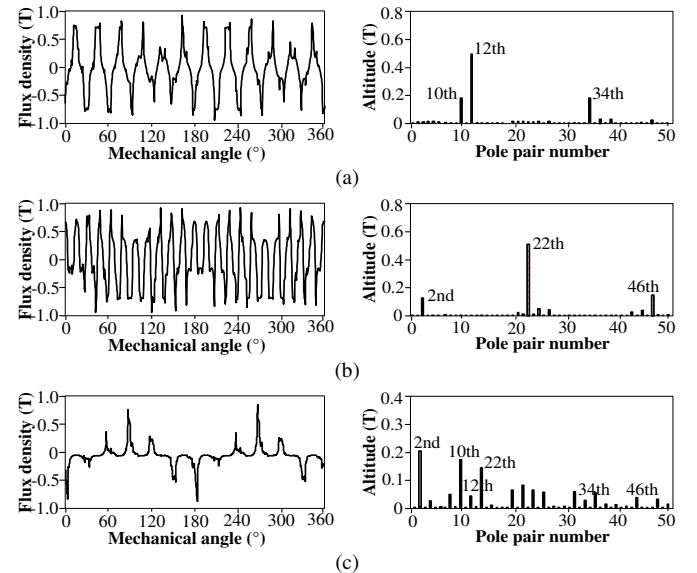 Flux density (T)
1.0
0.5
0
-0.5
-1.0
0 60 120 180 240 300 360
Mechanical angle (°)
Altitude (T)
0.8
0.6
0.4
0.2
0
10th
12th
34th
0 10 20 30 40 50
Pole pair number
(a)
Flux density (T)
1.0
0.5
0
-0.5
-1.0
0 60 120 180 240 300 360
Mechanical angle (°)
Altitude (T)
0.8
0.6
0.4
0.2
0
2nd
22th
46th
0 10 20 30 40 50
Pole pair number
(b)
Flux density (T)
1.0
0.5
0
-0.5
-1.0
0 60 120 180 240 300 360
Mechanical angle (°)
Altitude (T)
0.4
0.3
0.2
0.1
0
2nd
10th
12th
22th
34th
46th
0 10 20 30 40 50
Pole pair number
(c)